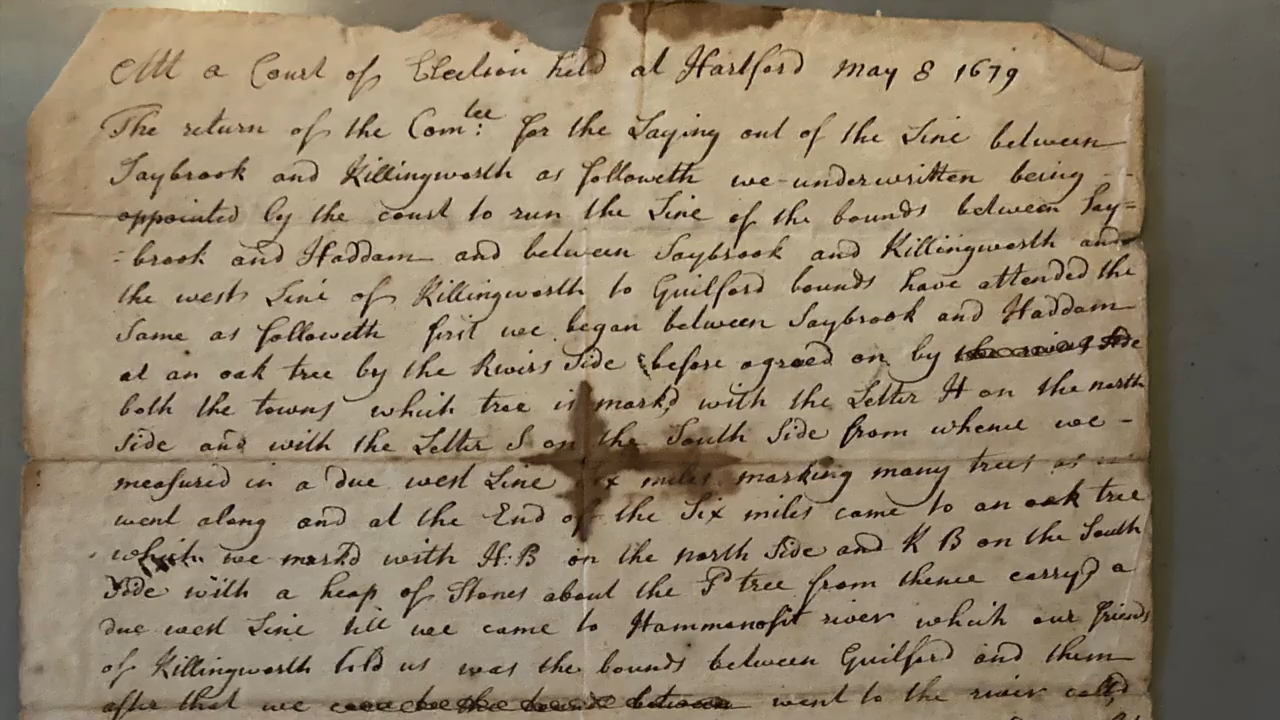 Att a Court of Election held at Hartford May 8 1679
The return of the Com:tee for the Laying out of the Line between
Saybrook and Killingworth as followeth we underwritten being -
appointed by the court to run the Line of the bounds between Say=
=brook and Haddam and between Saybrook and Killingworth and
the west Line of Killingworth to Guilford bounds have attended the
Same as followeth first we began between Saybrook and Haddam
at an oak tree by the Rivers Side before agreed on by
both the towns which tree is markd with the Letter H on the north
Side and with the Letter S on the South Side from whence we -
measured in a due west Line Six miles marking many trees as
went along and at the End of the Six miles came to an oak tree
which we markd with H:B on the north Side and K B on the South
Side with a heap of Stones about the Sd tree from thence carryd a
due west Line till we came to Hammonosit river which our friends
of Killingworth told us was the bounds between Guilford and them
after that we went to the river called